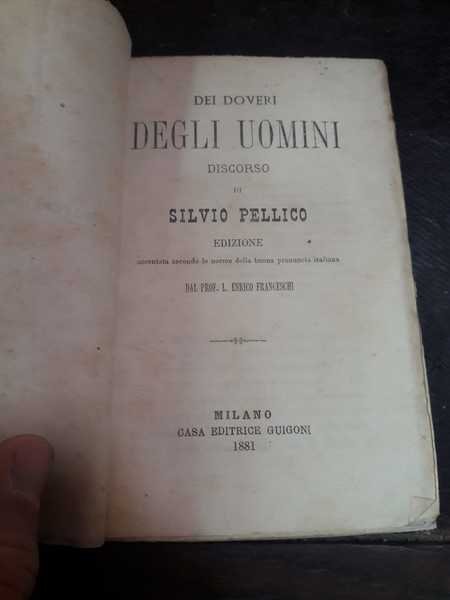 DEI DOVERI
DEGLI UOMINI
DISCORSO
DI
SILVIO PELLICO
EDIZIONE
accentata secondo le norme della buona pronuncia italiana
DAL PROF. L. ENRICO FRANCESCHI
MILANO
CASA EDITRICE GUIGONI
1881